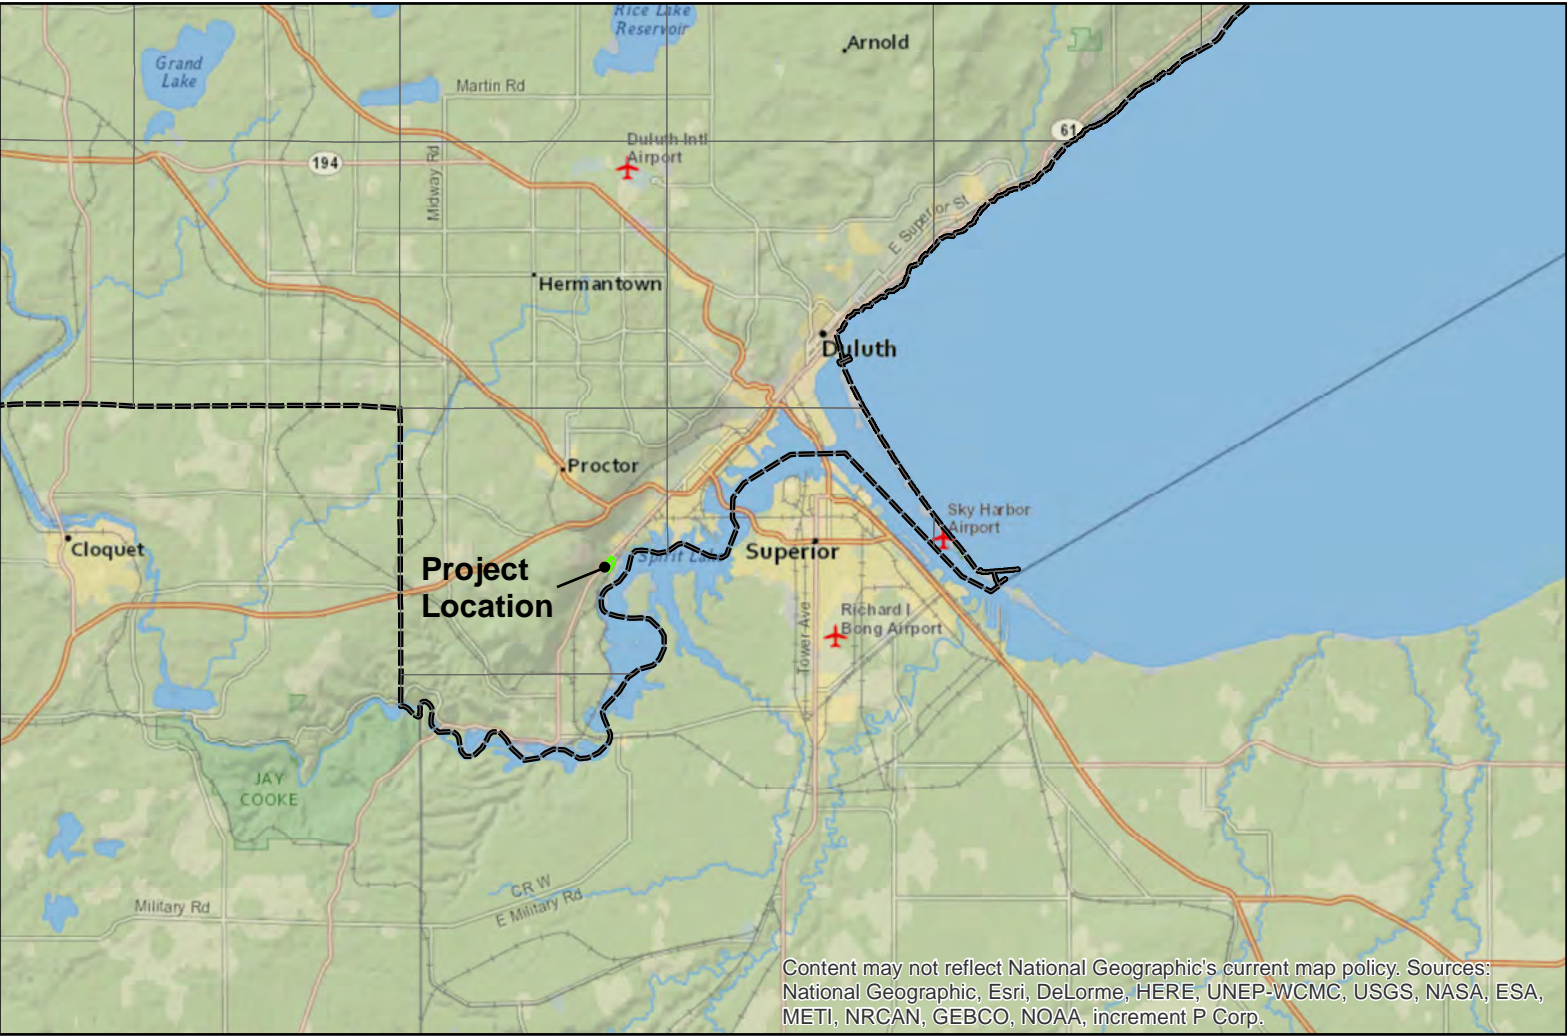 Rice Lake
Reservoir
Arnold
Grand
Lake
Martin Rd
61
Duluth Intl
Airport
194
Midway Rd
E Superior St
Hermantown
Duluth
Proctor
Sky Harbor
Airport
Cloquet
Superior
Spirit Lake
Project
Location
Richard I
Bong Airport
Tower Ave
JAY
COOKE
CR W
E Military Rd
Military Rd
Content may not reflect National Geographic's current map policy. Sources:
National Geographic, Esri, DeLorme, HERE, UNEP-WCMC, USGS, NASA, ESA,
METI, NRCAN, GEBCO, NOAA, increment P Corp.